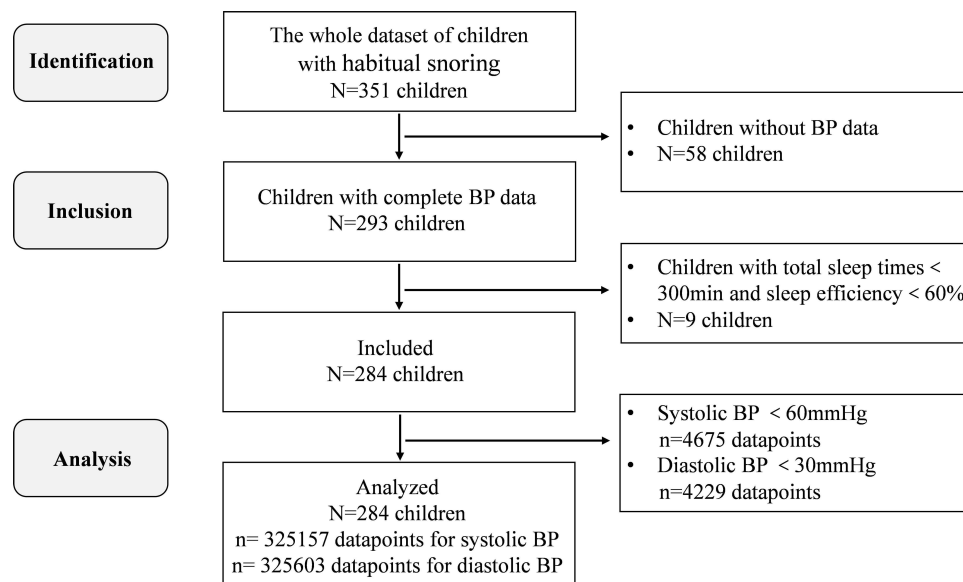 Identification
The whole dataset of children
with habitual snoring
N=351 children
• Children without BP data
• N=58 children
Inclusion
Children with complete BP data
N=293 children
• Children with total sleep times <
300min and sleep efficiency < 60%
• N=9 children
Included
N=284 children
Analysis
• Systolic BP < 60mmHg
n=4675 datapoints
• Diastolic BP < 30mmHg
n=4229 datapoints
Analyzed
N=284 children
n= 325157 datapoints for systolic BP
n= 325603 datapoints for diastolic BP